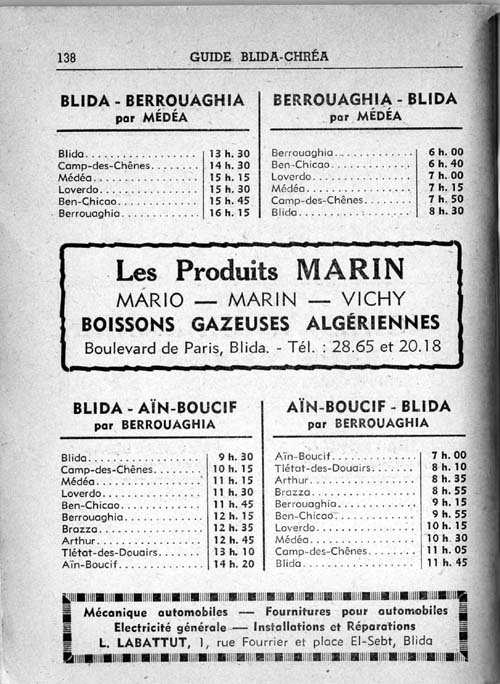 138 GUIDE BLIDA-CHRÉA
BLIDA - BERROUAGHIA
par MÉDÉA
Blida.................. 13 h. 30
Camp-des-Chênes........ 14 h. 30
Médéa.................. 15 h. 15
Loverdo................ 15 h. 30
Ben-Chicao............. 15 h. 45
Berrouaghia............ 16 h. 15
BERROUAGHIA - BLIDA
par MÉDÉA
Berrouaghia............ 6 h. 00
Ben-Chicao............. 6 h. 40
Loverdo................ 7 h. 00
Médéa.................. 7 h. 15
Camp-des-Chênes........ 7 h. 50
Blida.................. 8 h. 30
Les Produits MARIN
MARIO — MARIN — VICHY
BOISSONS GAZEUSES ALGÉRIENNES
Boulevard de Paris, Blida. - Tél. : 28.65 et 20.18
BLIDA - AÏN-BOUCIF
par BERROUAGHIA
Blida.................. 9 h. 30
Camp-des-Chênes........ 10 h. 15
Médéa.................. 11 h. 15
Loverdo................ 11 h. 30
Ben-Chicao............. 11 h. 45
Berrouaghia............ 12 h. 15
Brazza................. 12 h. 35
Arthur................. 12 h. 45
Tlétat-des-Douairs..... 13 h. 10
Aïn-Boucif............. 14 h. 20
AÏN-BOUCIF - BLIDA
par BERROUAGHIA
Aïn-Boucif............. 7 h. 00
Tlétat-des-Douairs..... 8 h. 10
Arthur................. 8 h. 35
Brazza................. 8 h. 55
Berrouaghia............ 9 h. 15
Ben-Chicao............. 9 h. 55
Loverdo................ 10 h. 15
Médéa.................. 10 h. 30
Camp-des-Chênes........ 11 h. 05
Blida.................. 11 h. 45
Mécanique automobiles — Fournitures pour automobiles
Electricité générale — Installations et Réparations
L. LABATTUT, 1, rue Fourrier et place El-Sebt, Blida